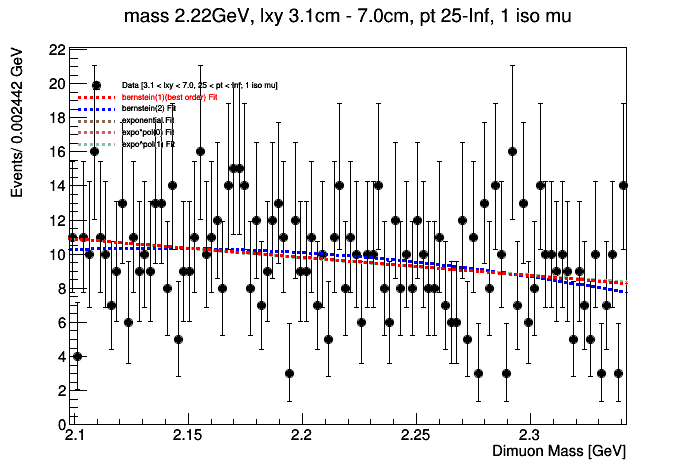 mass 2.22GeV, lxy 3.1cm - 7.0cm, pt 25-Inf, 1 iso mu
Events/ 0.002442 GeV
22
20
18
16
14
12
10
8
6
4
2
0
Data [3.1 < lxy < 7.0, 25 < pt < Inf, 1 iso mu]
bernstein(1)(best order) Fit
bernstein(2) Fit
exponential Fit
expo*pol(0) Fit
expo*pol(1) Fit
2.1 2.15 2.2 2.25 2.3
Dimuon Mass [GeV]